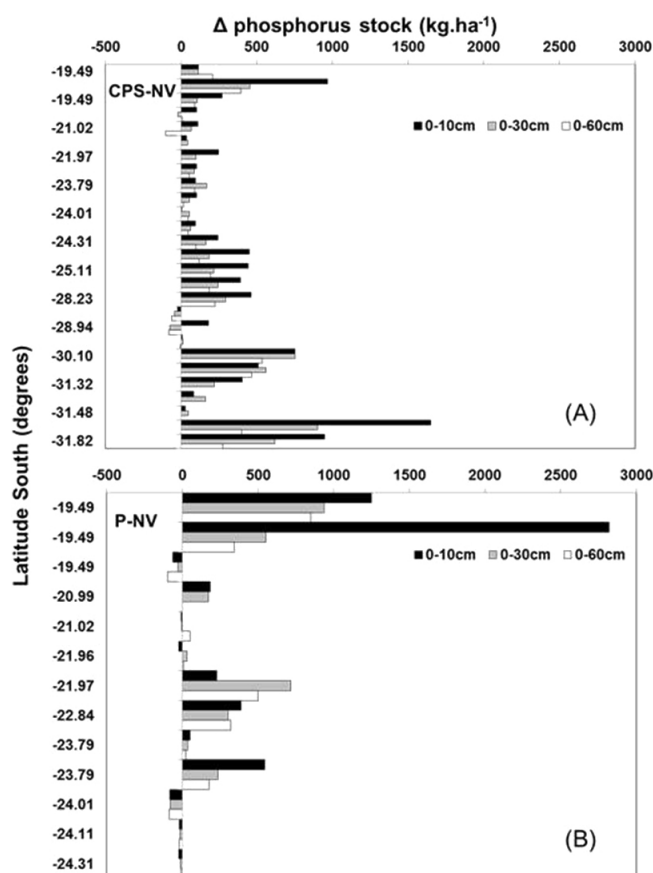 Δ phosphorus stock (kg.ha-1)
-500 0 500 1000 1500 2000 2500 3000
CPS-NV
0-10cm 0-30cm 0-60cm
-19.49
-19.49
-21.02
-21.97
-23.79
-24.01
-24.31
-25.11
-28.23
-28.94
-30.10
-31.32
-31.48
-31.82
(A)
Latitude South (degrees)
-500 0 500 1000 1500 2000 2500 3000
P-NV
0-10cm 0-30cm 0-60cm
-19.49
-19.49
-19.49
-20.99
-21.02
-21.96
-21.97
-22.84
-23.79
-23.79
-24.01
-24.11
-24.31
(B)